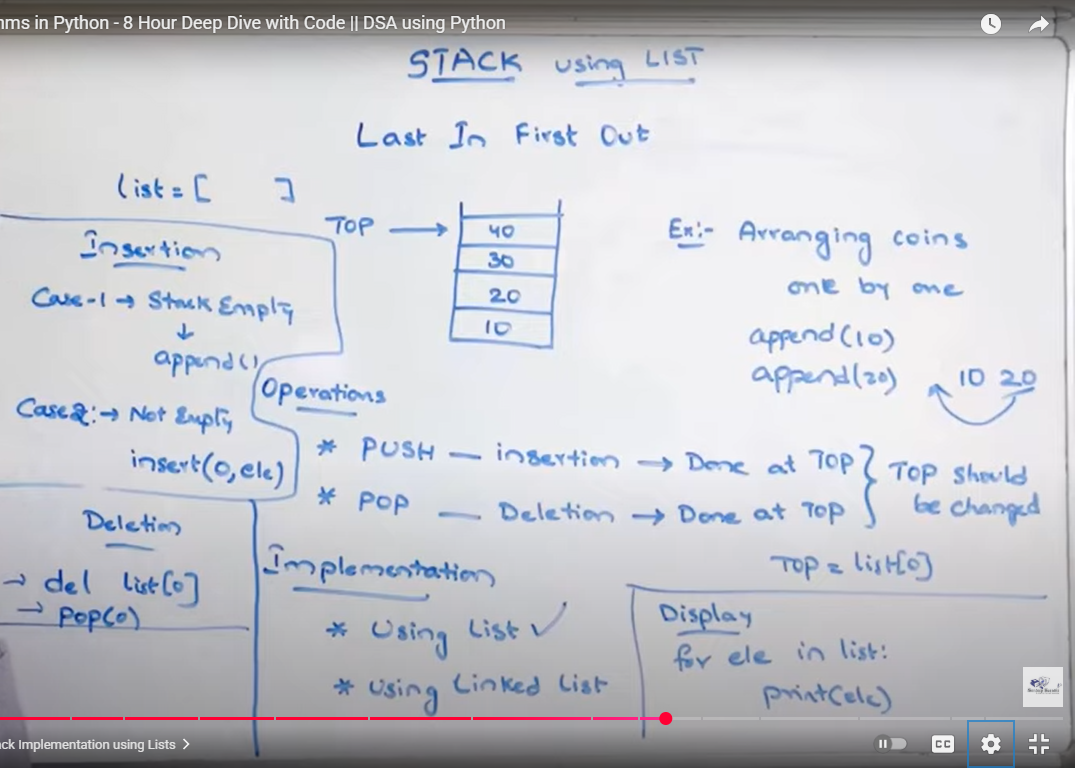 nms in Python - 8 Hour Deep Dive with Code || DSA using Python
STACK using LIST
Last In First Out
list = [ ]
Insertion
Case-1 → Stack Empty
↓
append()
Case2:→ Not Empty
insert(0,ele)
Deletion
→ del list[0]
→ pop(0)
TOP →
40
30
20
10
Ex:- Arranging coins
one by one
append(10)
append(20)
10 20
Operations
* PUSH — insertion → Done at TOP
* POP — Deletion → Done at TOP
} TOP should
be changed
TOP = list[0]
Implementation
* Using List ✓
* Using Linked List
Display
for ele in list:
print(ele)
ck Implementation using Lists >
CC